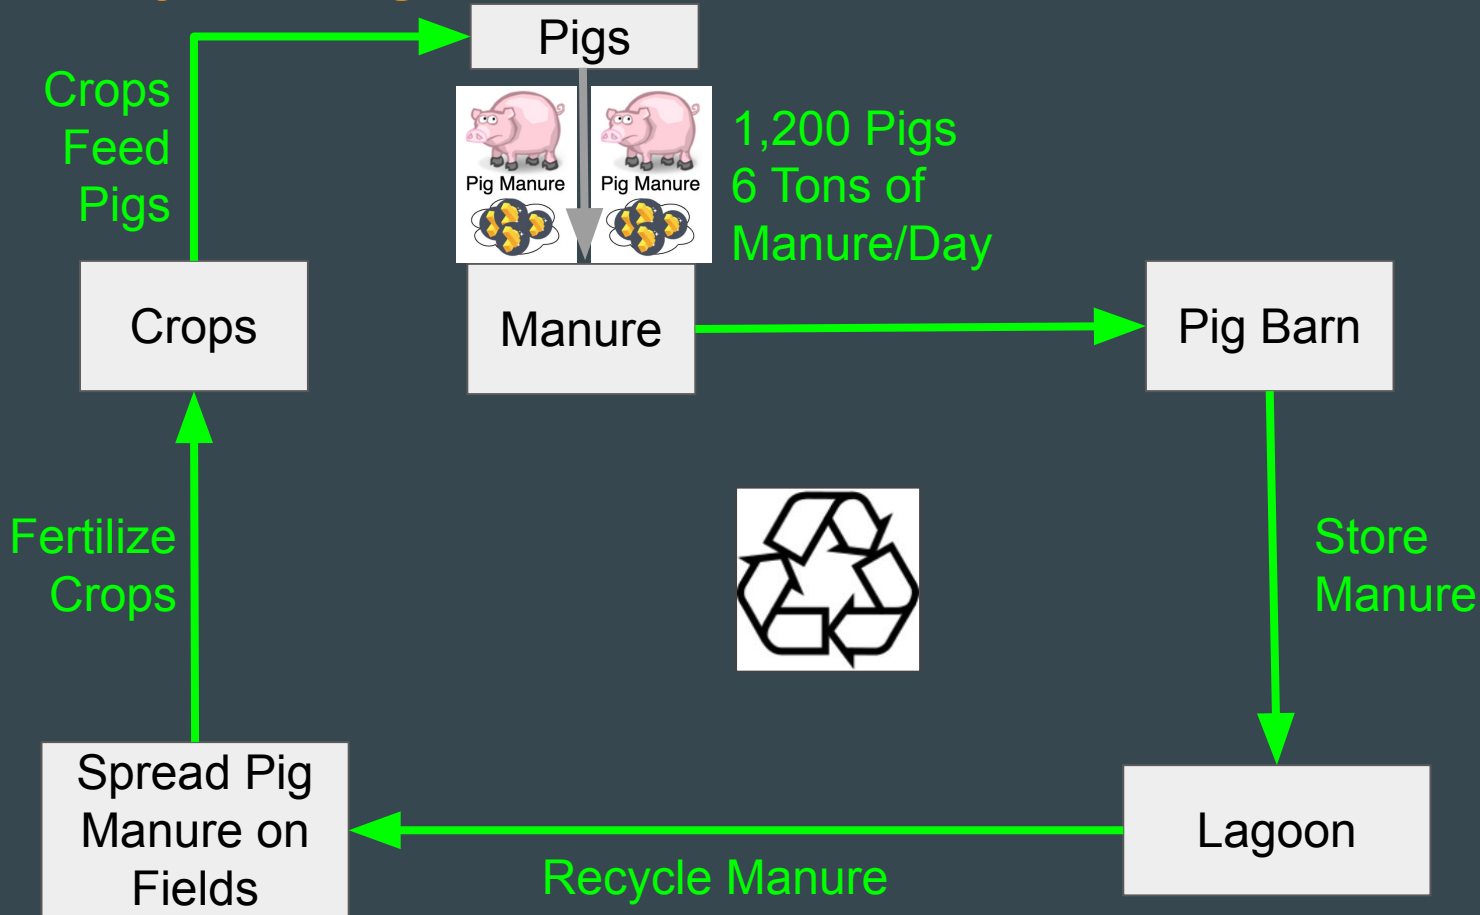 Pigs
Crops
Feed
Pigs
Pig Manure
Pig Manure
1,200 Pigs
6 Tons of
Manure/Day
Crops
Manure
Pig Barn
Fertilize
Crops
Store
Manure
Spread Pig
Manure on
Fields
Recycle Manure
Lagoon